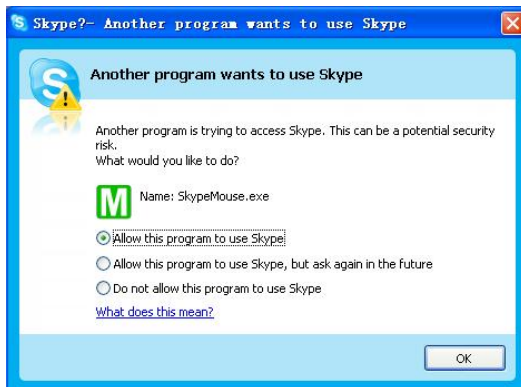 Skype?- Another program wants to use Skype
Another program wants to use Skype
Another program is trying to access Skype. This can be a potential security
risk.
What would you like to do?
Name: SkypeMouse.exe
Allow this program to use Skype
Allow this program to use Skype, but ask again in the future
Do not allow this program to use Skype
What does this mean?
OK